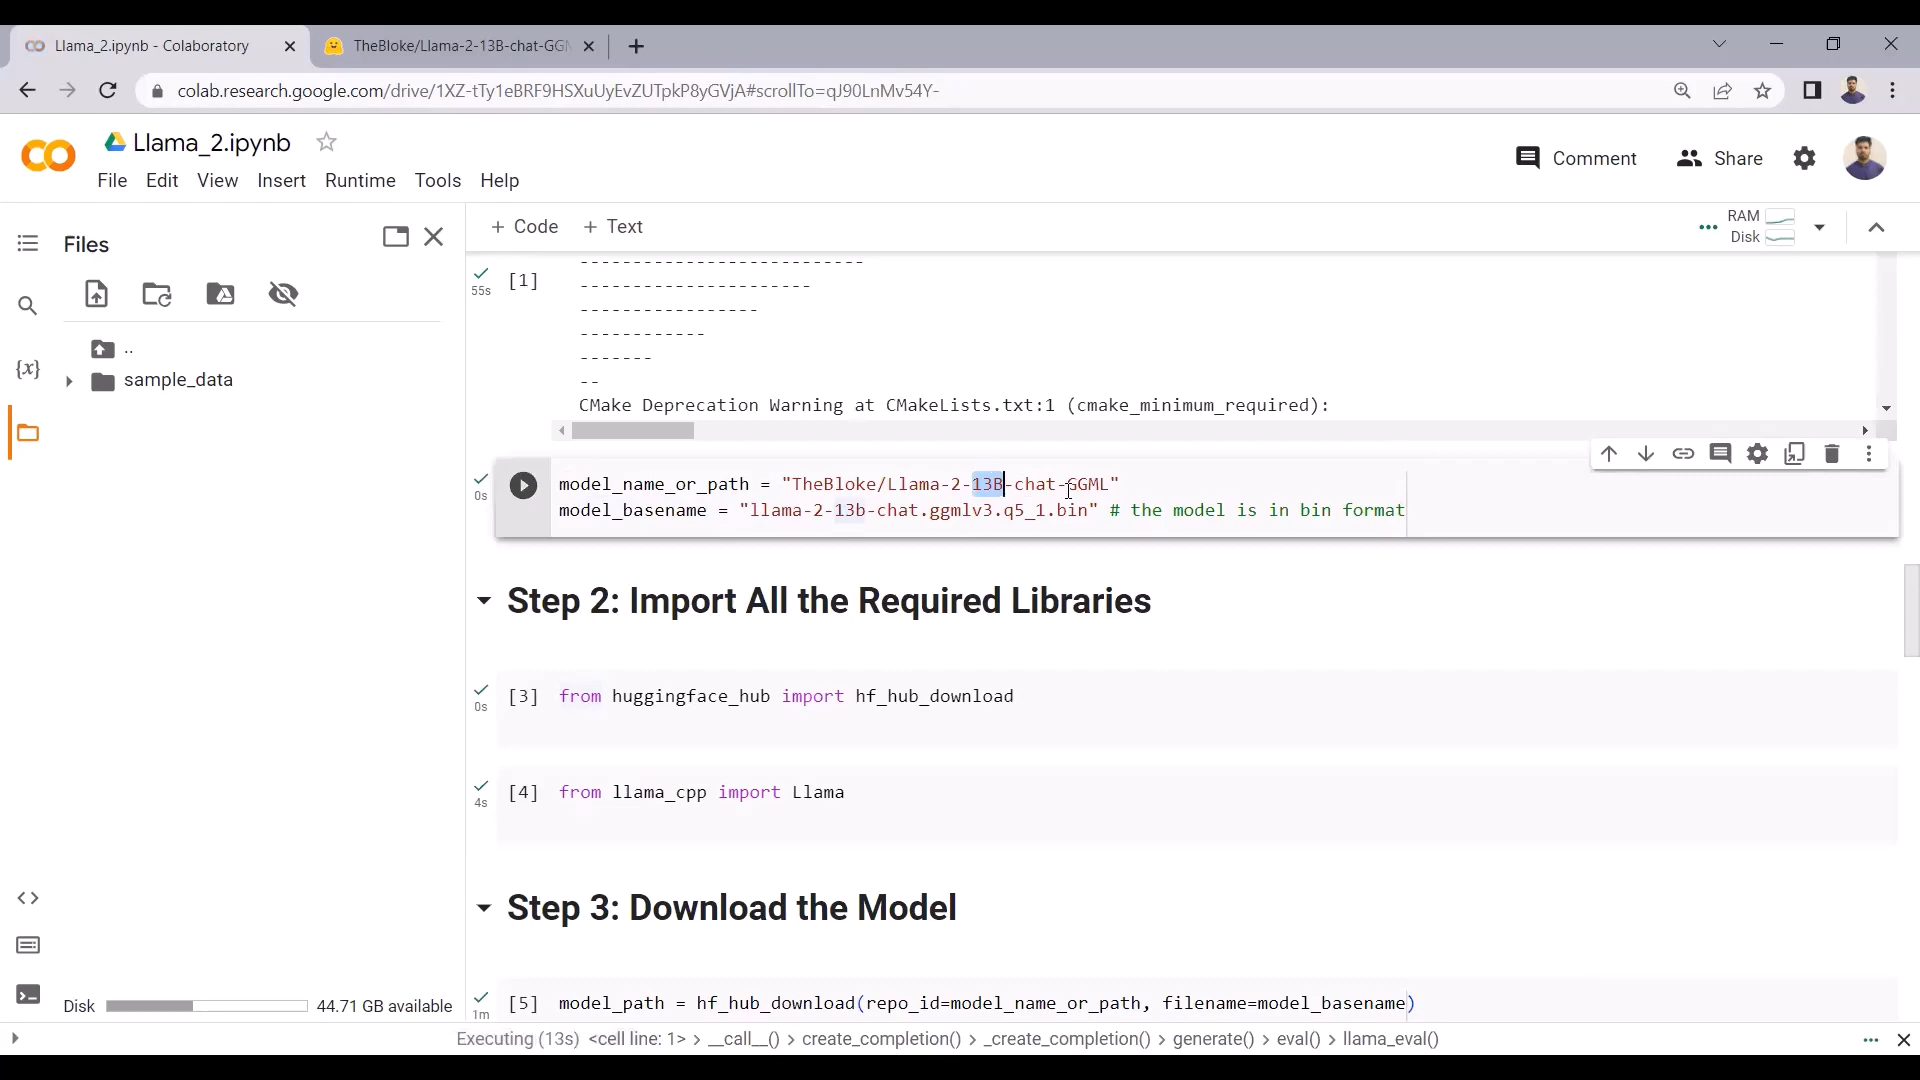 Llama_2.ipynb - Colaboratory
TheBloke/Llama-2-13B-chat-GGM
colab.research.google.com/drive/1XZ-tTy1eBRF9HSXuUyEvZUTpkP8yGVjA#scrollTo=qJ90LnMv54Y-
Llama_2.ipynb
Comment
Share
File Edit View Insert Runtime Tools Help
Files
+ Code + Text
RAM
Disk
..
sample_data
{x}
55s
[1]
--------------------------
----------------------
-----------------
------------
-------
--
CMake Deprecation Warning at CMakeLists.txt:1 (cmake_minimum_required):
0s
model_name_or_path = "TheBloke/Llama-2-13B-chat-GGML"
model_basename = "llama-2-13b-chat.ggmlv3.q5_1.bin" # the model is in bin format
Step 2: Import All the Required Libraries
0s
[3] from huggingface_hub import hf_hub_download
4s
[4] from llama_cpp import Llama
Step 3: Download the Model
1m
[5] model_path = hf_hub_download(repo_id=model_name_or_path, filename=model_basename)
Disk 44.71 GB available
Executing (13s) <cell line: 1> > __call__() > create_completion() > _create_completion() > generate() > eval() > llama_eval()